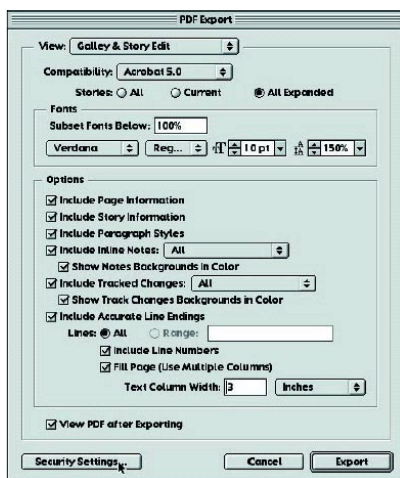 PDF Export
View: Galley & Story Edit
Compatibility: Acrobat 5.0
Stories: All Current All Expanded
Fonts
Subset Fonts Below: 100%
Verdana Reg... 10 pt 150%
Options
Include Page Information
Include Story Information
Include Paragraph Styles
Include Inline Notes: All
Show Notes Backgrounds in Color
Include Tracked Changes: All
Show Track Changes Backgrounds in Color
Include Accurate Line Endings
Lines: All Range:
Include Line Numbers
Fill Page (Use Multiple Columns)
Text Column Width: 3 Inches
View PDF after Exporting
Security Settings... Cancel Export